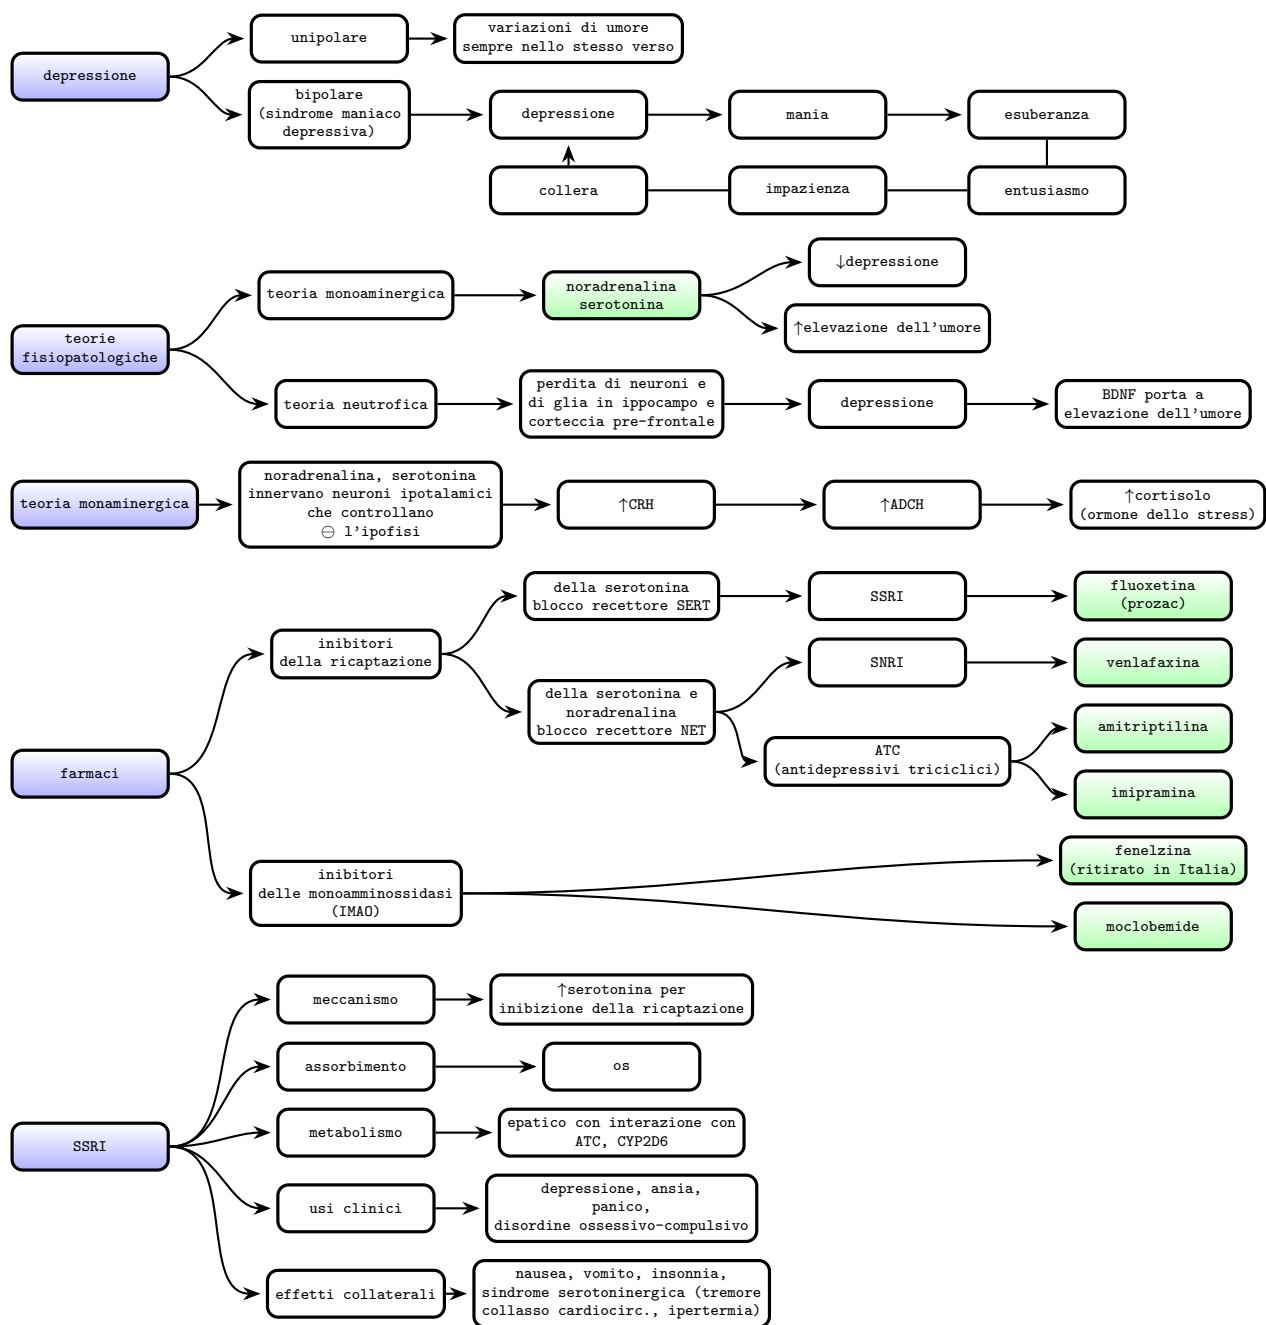 depressione
unipolare
variazioni di umore
sempre nello stesso verso
bipolare
(sindrome maniaco
depressiva)
depressione
mania
esuberanza
collera
impazienza
entusiasmo
teorie
fisiopatologiche
teoria monoaminergica
noradrenalina
serotonina
↓depressione
↑elevazione dell'umore
teoria neutrofica
perdita di neuroni e
di glia in ippocampo e
corteccia pre-frontale
depressione
BDNF porta a
elevazione dell'umore
teoria monaminergica
noradrenalina, serotonina
innervano neuroni ipotalamici
che controllano
⊖ l'ipofisi
↑CRH
↑ADCH
↑cortisolo
(ormone dello stress)
farmaci
inibitori
della ricaptazione
della serotonina
blocco recettore SERT
SSRI
fluoxetina
(prozac)
della serotonina e
noradrenalina
blocco recettore NET
SNRI
venlafaxina
ATC
(antidepressivi triciclici)
amitriptilina
imipramina
inibitori
delle monoamminossidasi
(IMAO)
fenelzina
(ritirato in Italia)
moclobemide
SSRI
meccanismo
↑serotonina per
inibizione della ricaptazione
assorbimento
os
metabolismo
epatico con interazione con
ATC, CYP2D6
usi clinici
depressione, ansia,
panico,
disordine ossessivo-compulsivo
effetti collaterali
nausea, vomito, insonnia,
sindrome serotoninergica (tremore
collasso cardiocirc., ipertermia)